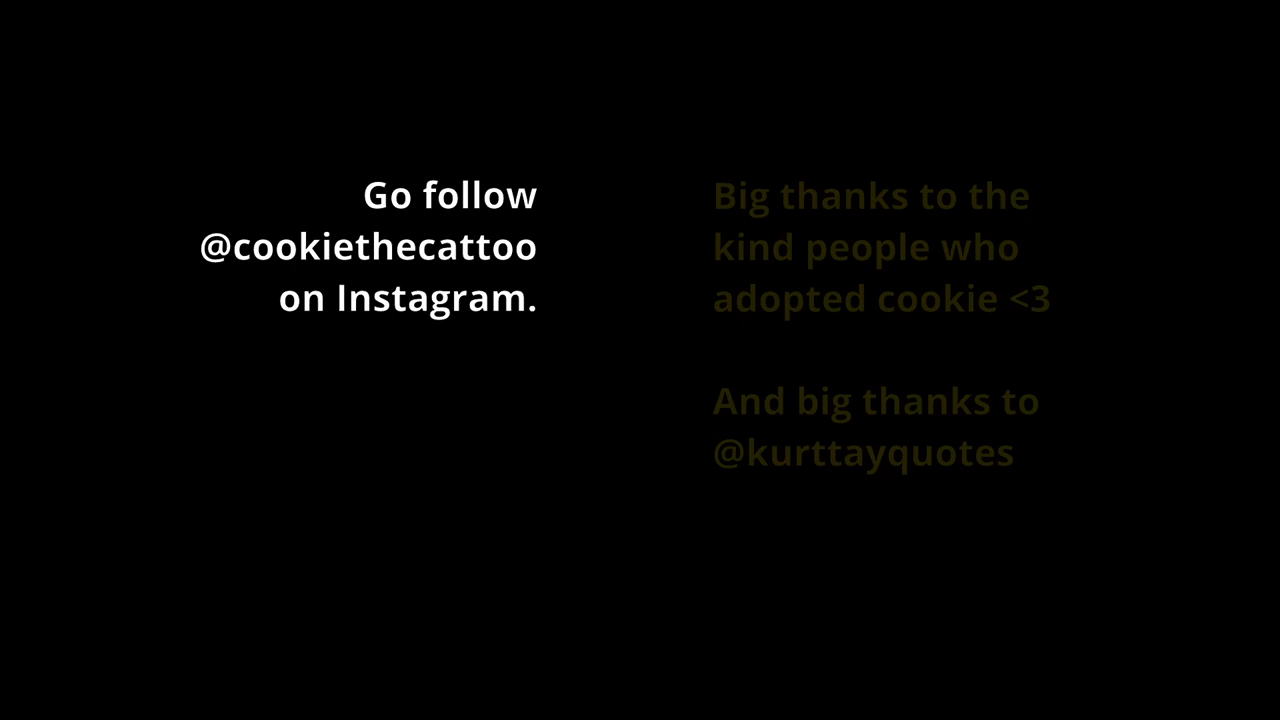 Go follow
@cookiethecattoo
on Instagram.
Big thanks to the
kind people who
adopted cookie <3
And big thanks to
@kurttayquotes